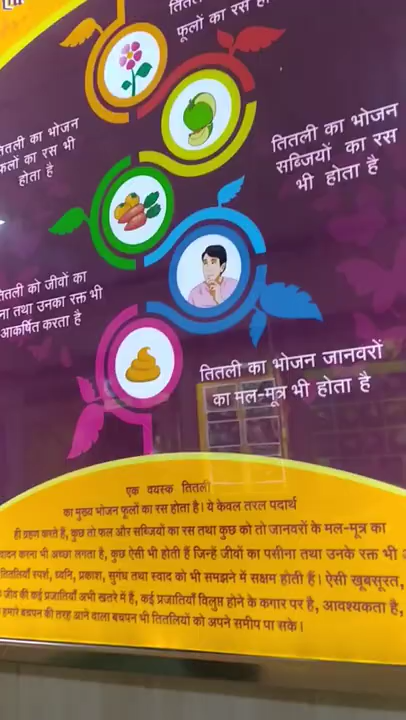 फूलों का रस ही
तितली का भोजन
फलों का रस भी
होता है
तितली का भोजन
सब्जियों का रस
भी होता है
तितली को जीवों का
तथा उनका रक्त भी
आकर्षित करता है
तितली का भोजन जानवरों
का मल-मूत्र भी होता है
एक वयस्क तितली
का मुख्य भोजन फूलों का रस होता है। ये केवल तरल पदार्थ
ही ग्रहण करते हैं, कुछ तो फल और सब्जियों का रस तथा कुछ को तो जानवरों के मल-मूत्र का
करना भी अच्छा लगता है, कुछ ऐसी भी होती हैं जिन्हें जीवों का पसीना तथा उनके रक्त भी
तितलियाँ स्पर्श, ध्वनि, प्रकाश, सुगंध तथा स्वाद को भी समझने में सक्षम होती हैं। ऐसी खूबसूरत,
जीव की कई प्रजातियाँ अभी खतरे में हैं, कई प्रजातियाँ विलुप्त होने के कगार पर है, आवश्यकता है,
हमारे बचपन की तरह आने वाला बचपन भी तितलियों को अपने समीप पा सके।